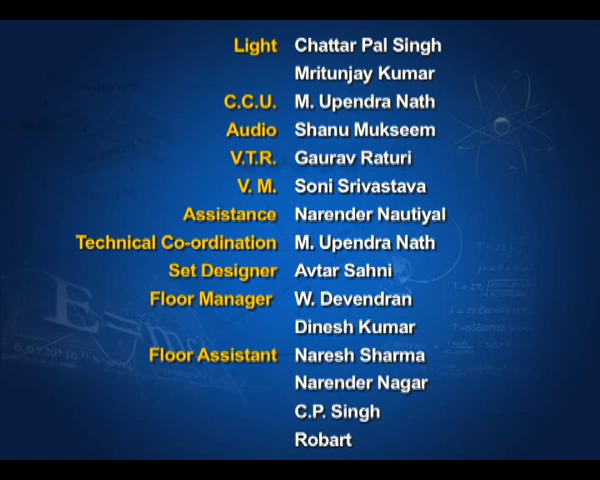 Light Chattar Pal Singh
Mritunjay Kumar
C.C.U. M. Upendra Nath
Audio Shanu Mukseem
V.T.R. Gaurav Raturi
V. M. Soni Srivastava
Assistance Narender Nautiyal
Technical Co-ordination M. Upendra Nath
Set Designer Avtar Sahni
Floor Manager W. Devendran
Dinesh Kumar
Floor Assistant Naresh Sharma
Narender Nagar
C.P. Singh
Robart
E=mc